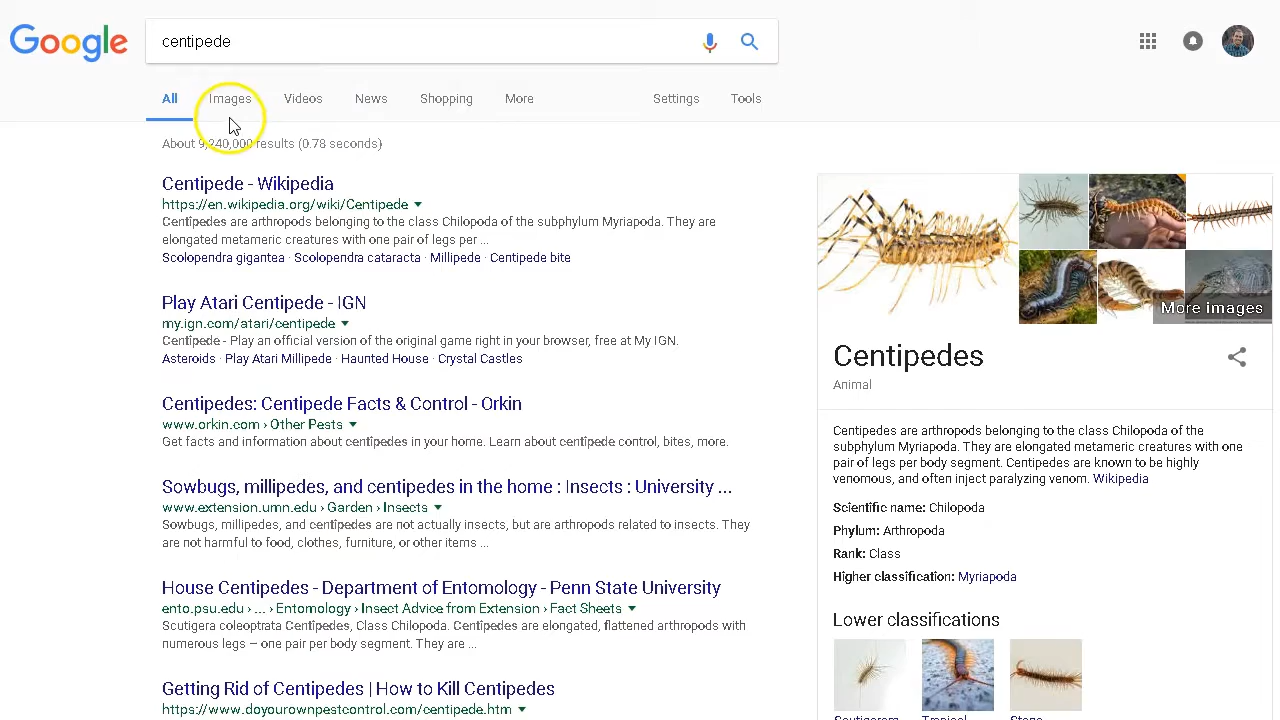 Google
centipede
All
Images
Videos
News
Shopping
More
Settings
Tools
About 9,240,000 results (0.78 seconds)
Centipede - Wikipedia
https://en.wikipedia.org/wiki/Centipede
Centipedes are arthropods belonging to the class Chilopoda of the subphylum Myriapoda. They are
elongated metameric creatures with one pair of legs per ...
Scolopendra gigantea · Scolopendra cataracta · Millipede · Centipede bite
Play Atari Centipede - IGN
my.ign.com/atari/centipede
Centipede - Play an official version of the original game right in your browser, free at My IGN.
Asteroids · Play Atari Millipede · Haunted House · Crystal Castles
Centipedes: Centipede Facts & Control - Orkin
www.orkin.com › Other Pests
Get facts and information about centipedes in your home. Learn about centipede control, bites, more.
Sowbugs, millipedes, and centipedes in the home : Insects : University ...
www.extension.umn.edu › Garden › Insects
Sowbugs, millipedes, and centipedes are not actually insects, but are arthropods related to insects. They
are not harmful to food, clothes, furniture, or other items ...
House Centipedes - Department of Entomology - Penn State University
ento.psu.edu › ... › Entomology › Insect Advice from Extension › Fact Sheets
Scutigera coleoptrata Centipedes, Class Chilopoda. Centipedes are elongated, flattened arthropods with
numerous legs – one pair per body segment. They are ...
Getting Rid of Centipedes | How to Kill Centipedes
https://www.doyourownpestcontrol.com/centipede.htm
More images
Centipedes
Animal
Centipedes are arthropods belonging to the class Chilopoda of the
subphylum Myriapoda. They are elongated metameric creatures with one
pair of legs per body segment. Centipedes are known to be highly
venomous, and often inject paralyzing venom. Wikipedia
Scientific name: Chilopoda
Phylum: Arthropoda
Rank: Class
Higher classification: Myriapoda
Lower classifications
Tropical
Stone